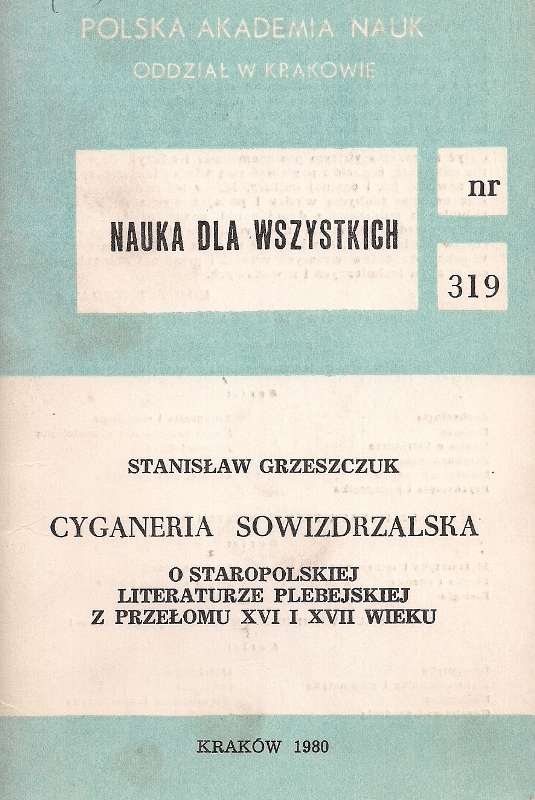 POLSKA AKADEMIA NAUK
ODDZIAŁ W KRAKOWIE
NAUKA DLA WSZYSTKICH
nr
319
STANISŁAW GRZESZCZUK
CYGANERIA SOWIZDRZALSKA
O STAROPOLSKIEJ
LITERATURZE PLEBEJSKIEJ
Z PRZEŁOMU XVI I XVII WIEKU
KRAKÓW 1980